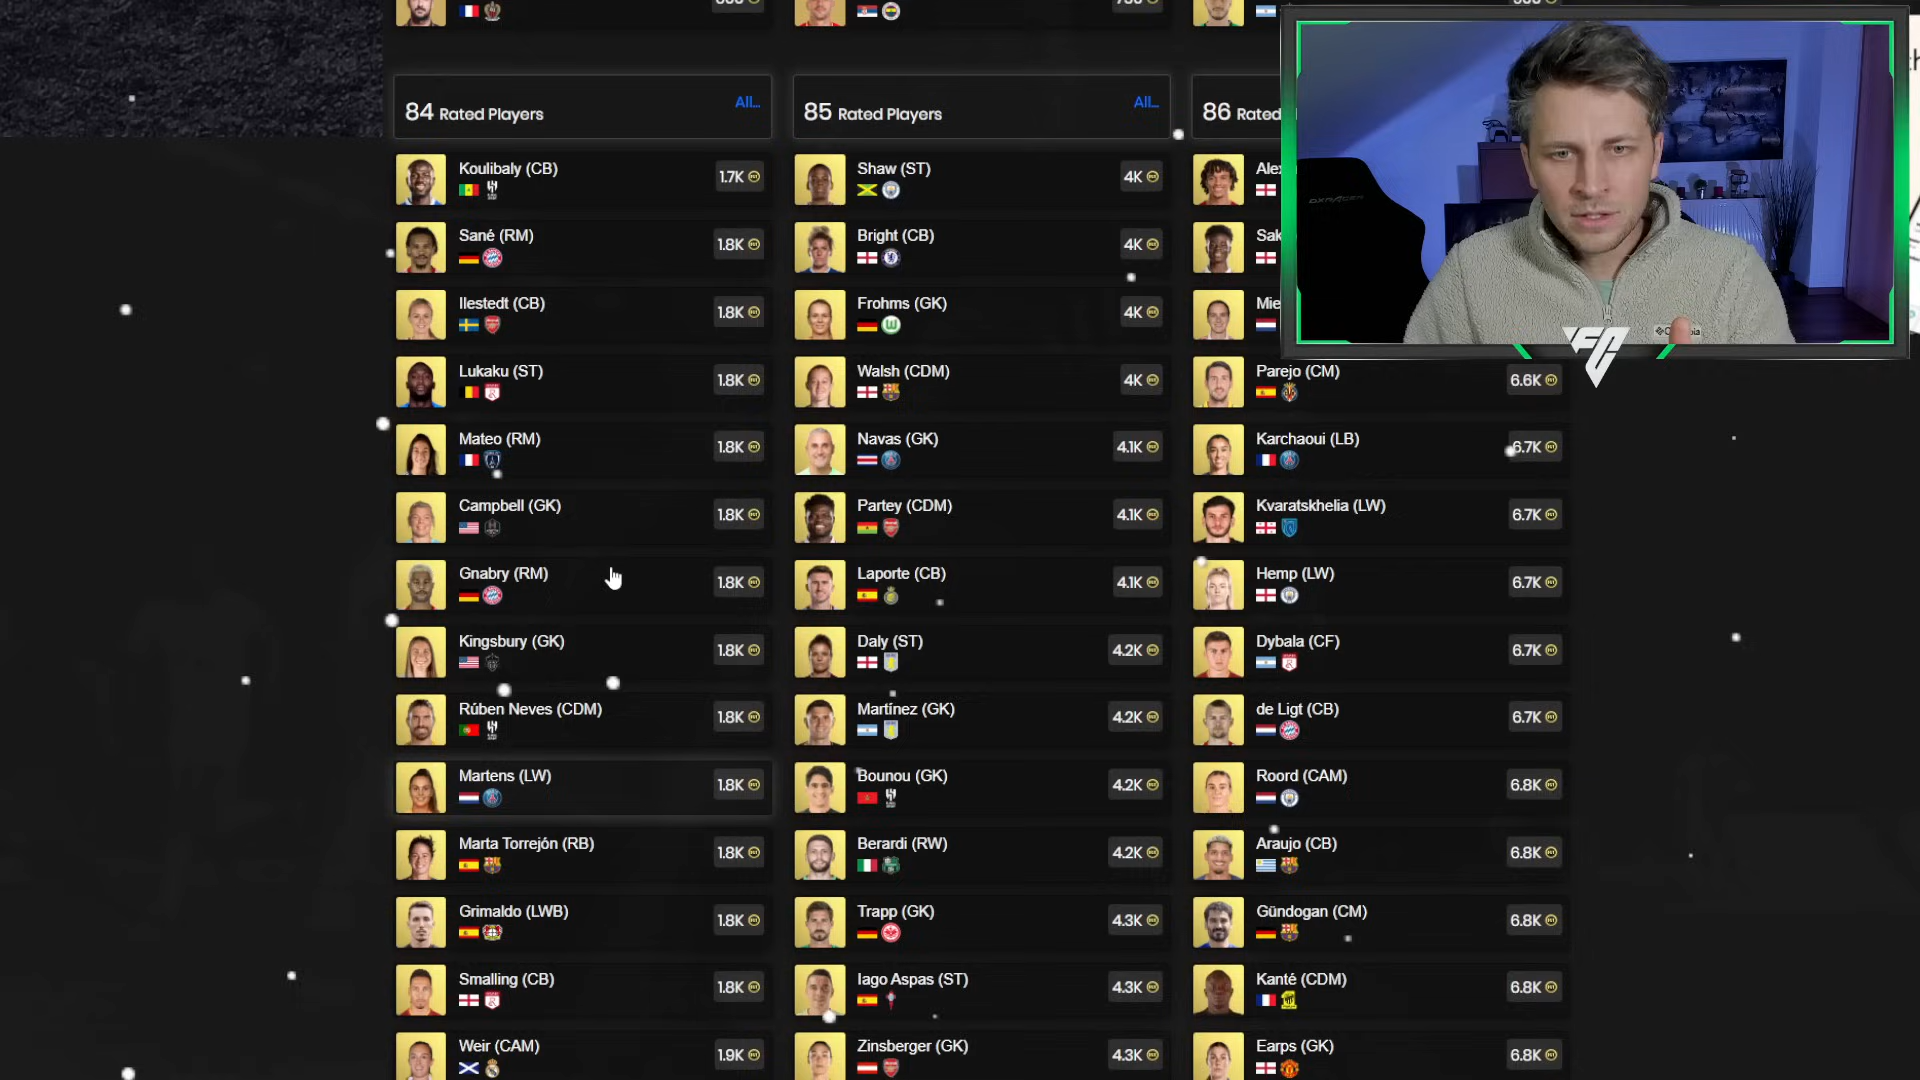 84 Rated Players
All...
Koulibaly (CB)
1.7K
Sané (RM)
1.8K
Ilestedt (CB)
1.8K
Lukaku (ST)
1.8K
Mateo (RM)
1.8K
Campbell (GK)
1.8K
Gnabry (RM)
1.8K
Kingsbury (GK)
1.8K
Rúben Neves (CDM)
1.8K
Martens (LW)
1.8K
Marta Torrejón (RB)
1.8K
Grimaldo (LWB)
1.8K
Smalling (CB)
1.8K
Weir (CAM)
1.9K
85 Rated Players
All...
Shaw (ST)
4K
Bright (CB)
4K
Frohms (GK)
4K
Walsh (CDM)
4K
Navas (GK)
4.1K
Partey (CDM)
4.1K
Laporte (CB)
4.1K
Daly (ST)
4.2K
Martínez (GK)
4.2K
Bounou (GK)
4.2K
Berardi (RW)
4.2K
Trapp (GK)
4.3K
Iago Aspas (ST)
4.3K
Zinsberger (GK)
4.3K
86 Rated
Alex
Sak
Mie
Parejo (CM)
6.6K
Karchaoui (LB)
6.7K
Kvaratskhelia (LW)
6.7K
Hemp (LW)
6.7K
Dybala (CF)
6.7K
de Ligt (CB)
6.7K
Roord (CAM)
6.8K
Araujo (CB)
6.8K
Gündogan (CM)
6.8K
Kanté (CDM)
6.8K
Earps (GK)
6.8K
DXRACER
FC